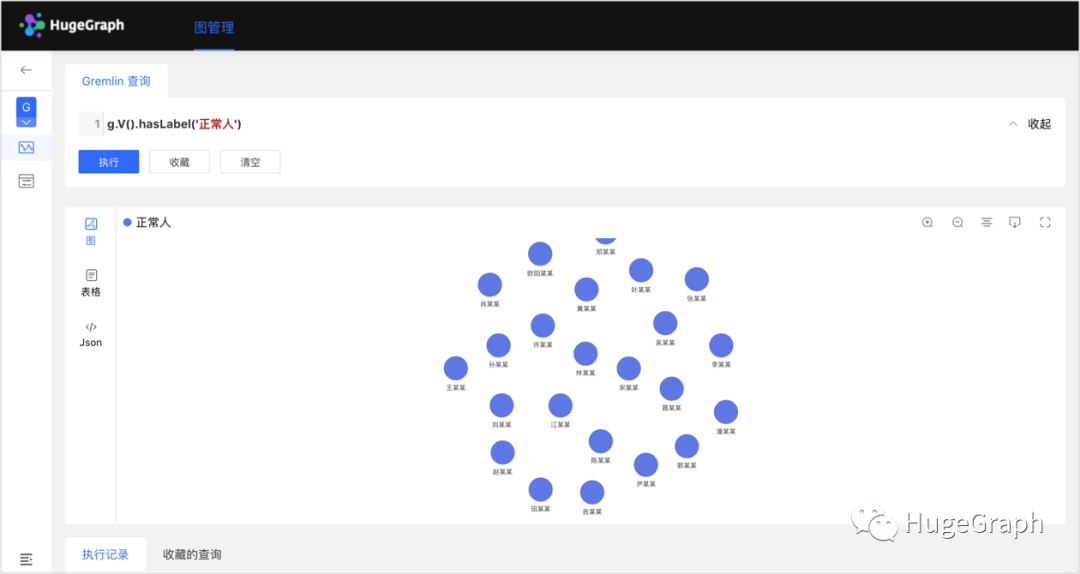 HugeGraph
图管理
Gremlin 查询
G
1 g.V().hasLabel('正常人')
收起
执行 收藏 清空
图
表格
Json
正常人
邓某某
欧阳某某
叶某某
张某某
肖某某
黄某某
许某某
吴某某
孙某某
林某某
李某某
王某某
宋某某
聂某某
刘某某
江某某
潘某某
陈某某
郭某某
赵某某
尹某某
田某某
吉某某
HugeGraph
执行记录 收藏的查询